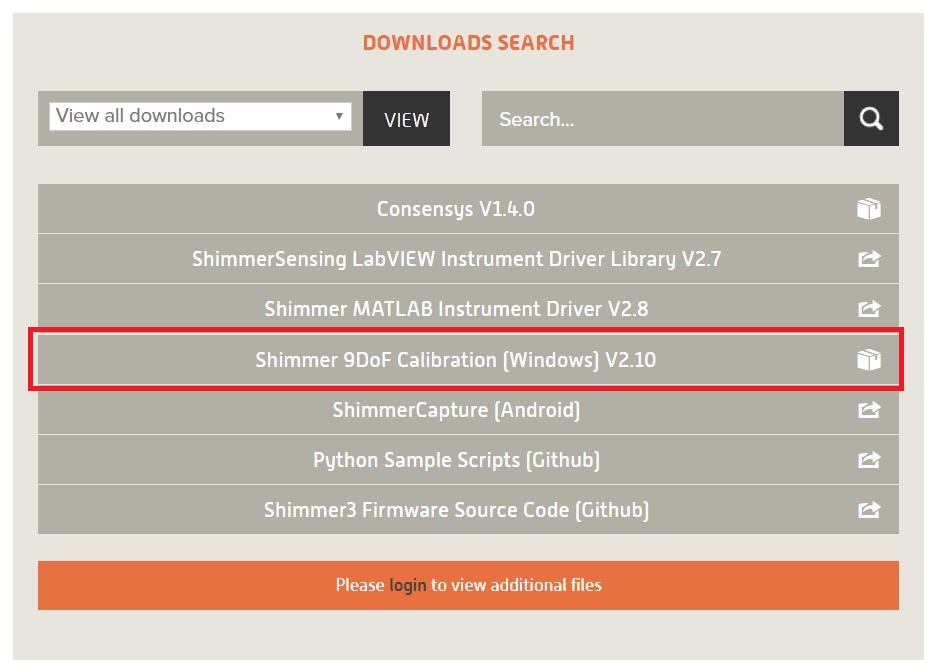 DOWNLOADS SEARCH
View all downloads
VIEW
Search...
Consensys V1.4.0
ShimmerSensing LabVIEW Instrument Driver Library V2.7
Shimmer MATLAB Instrument Driver V2.8
Shimmer 9DoF Calibration (Windows) V2.10
ShimmerCapture (Android)
Python Sample Scripts (Github)
Shimmer3 Firmware Source Code (Github)
Please login to view additional files